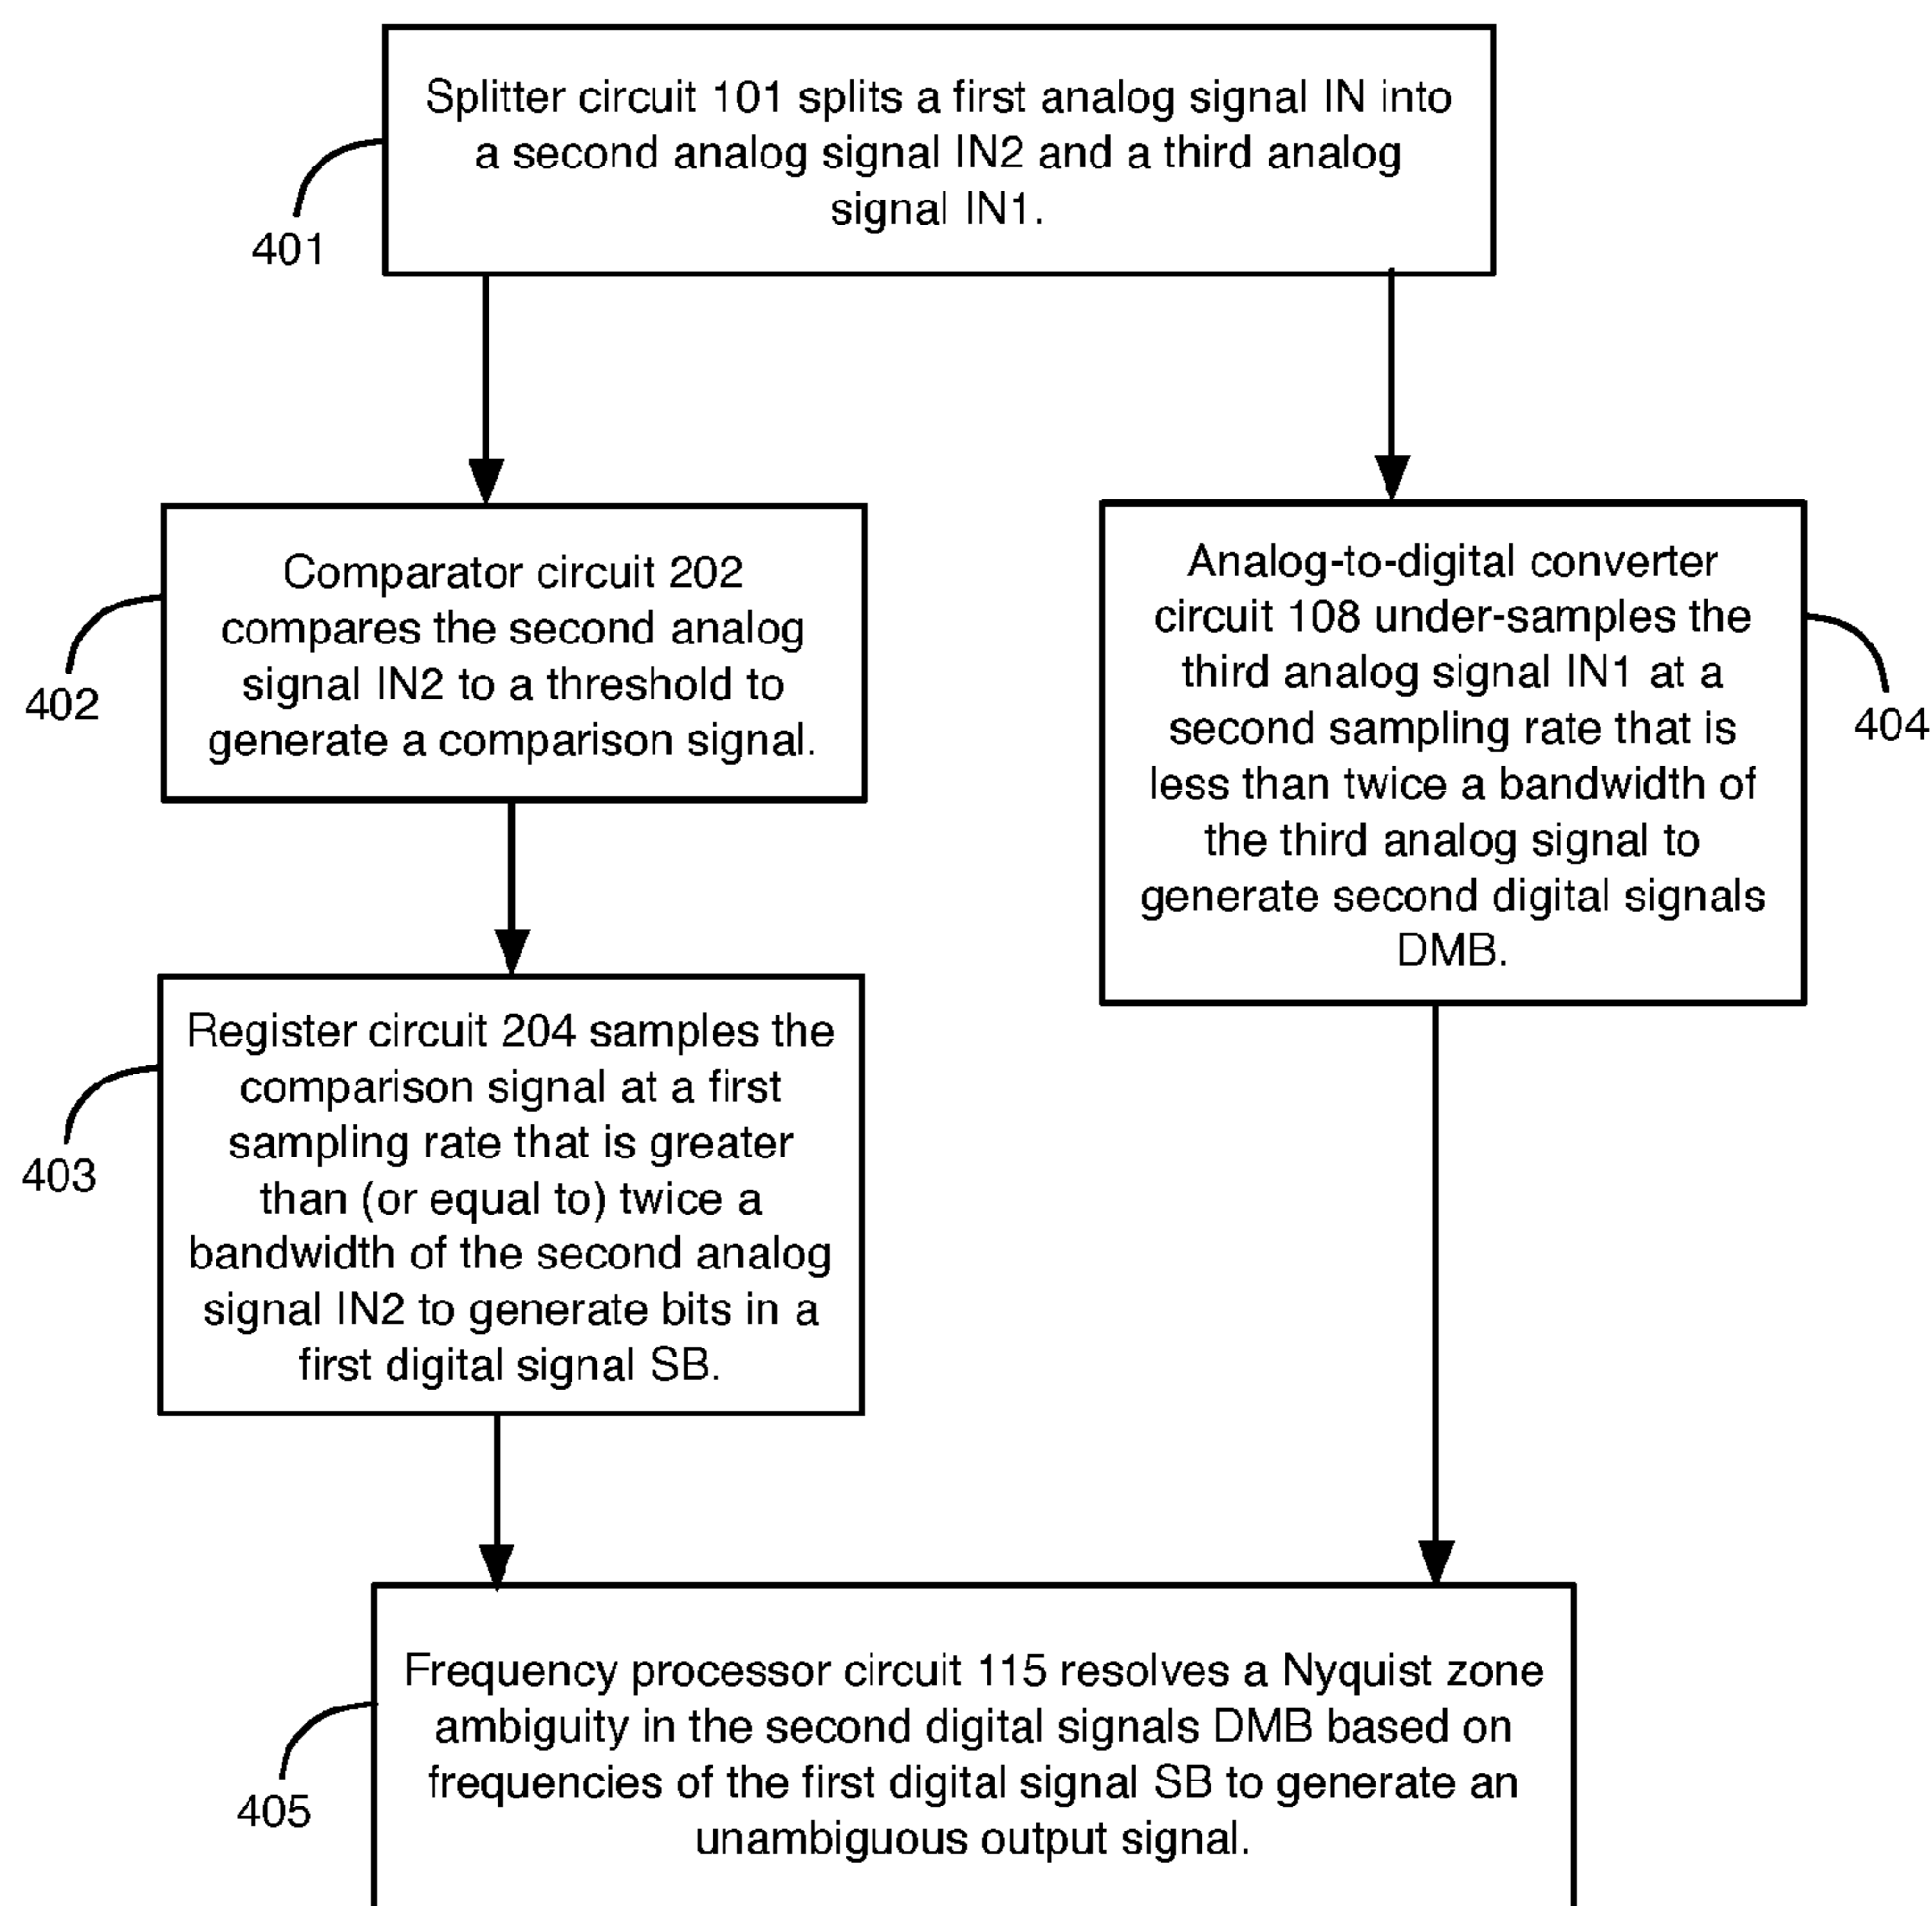 Splitter circuit 101 splits a first analog signal IN into
a second analog signal IN2 and a third analog
signal IN1.
401
Comparator circuit 202
compares the second analog
signal IN2 to a threshold to
generate a comparison signal.
402
Register circuit 204 samples the
comparison signal at a first
sampling rate that is greater
than (or equal to) twice a
bandwidth of the second analog
signal IN2 to generate bits in a
first digital signal SB.
403
Analog-to-digital converter
circuit 108 under-samples the
third analog signal IN1 at a
second sampling rate that is
less than twice a bandwidth of
the third analog signal to
generate second digital signals
DMB.
404
Frequency processor circuit 115 resolves a Nyquist zone
ambiguity in the second digital signals DMB based on
frequencies of the first digital signal SB to generate an
unambiguous output signal.
405